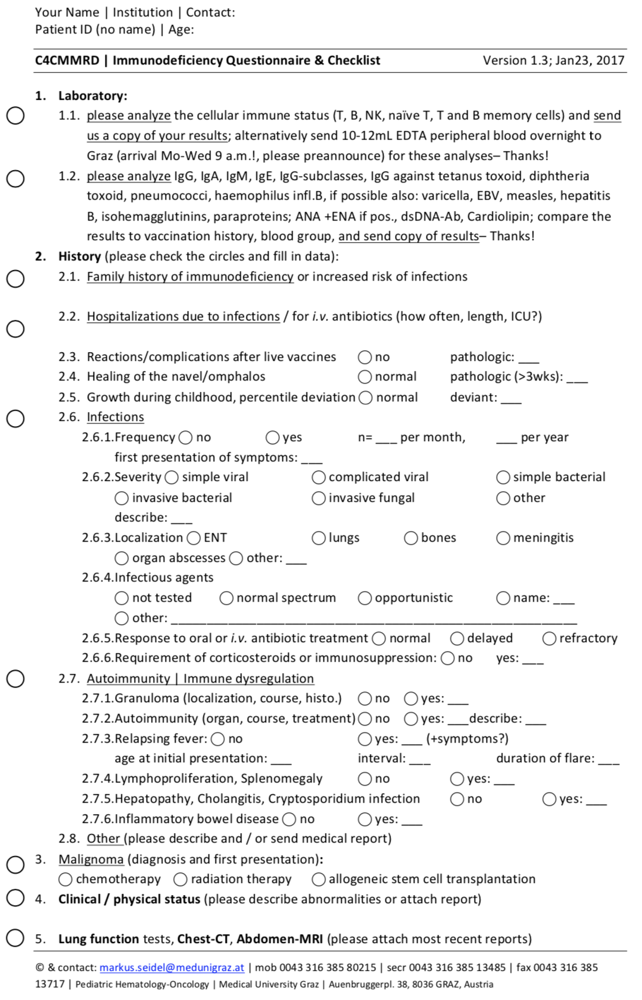 Your Name | Institution | Contact:
Patient ID (no name) | Age:
C4CMMRD | Immunodeficiency Questionnaire & Checklist Version 1.3; Jan23, 2017
1. Laboratory:
1.1. please analyze the cellular immune status (T, B, NK, naïve T, T and B memory cells) and send
us a copy of your results; alternatively send 10-12mL EDTA peripheral blood overnight to
Graz (arrival Mo-Wed 9 a.m.!, please preannounce) for these analyses– Thanks!
1.2. please analyze IgG, IgA, IgM, IgE, IgG-subclasses, IgG against tetanus toxoid, diphtheria
toxoid, pneumococci, haemophilus infl.B, if possible also: varicella, EBV, measles, hepatitis
B, isohemagglutinins, paraproteins; ANA +ENA if pos., dsDNA-Ab, Cardiolipin; compare the
results to vaccination history, blood group, and send copy of results– Thanks!
2. History (please check the circles and fill in data):
2.1. Family history of immunodeficiency or increased risk of infections
2.2. Hospitalizations due to infections / for i.v. antibiotics (how often, length, ICU?)
2.3. Reactions/complications after live vaccines ◯ no pathologic: ___
2.4. Healing of the navel/omphalos ◯ normal pathologic (>3wks): ___
2.5. Growth during childhood, percentile deviation ◯ normal deviant: ___
2.6. Infections
2.6.1.Frequency ◯ no ◯ yes n= ___ per month, ___ per year
first presentation of symptoms: ___
2.6.2.Severity ◯ simple viral ◯ complicated viral ◯ simple bacterial
◯ invasive bacterial ◯ invasive fungal ◯ other
describe: ___
2.6.3.Localization ◯ ENT ◯ lungs ◯ bones ◯ meningitis
◯ organ abscesses ◯ other: ___
2.6.4.Infectious agents
◯ not tested ◯ normal spectrum ◯ opportunistic ◯ name: ___
◯ other: ___
2.6.5.Response to oral or i.v. antibiotic treatment ◯ normal ◯ delayed ◯ refractory
2.6.6.Requirement of corticosteroids or immunosuppression: ◯ no yes: ___
2.7. Autoimmunity | Immune dysregulation
2.7.1.Granuloma (localization, course, histo.) ◯ no ◯ yes: ___
2.7.2.Autoimmunity (organ, course, treatment) ◯ no ◯ yes: ___describe: ___
2.7.3.Relapsing fever: ◯ no ◯ yes: ___ (+symptoms?)
age at initial presentation: ___ interval: ___ duration of flare: ___
2.7.4.Lymphoproliferation, Splenomegaly ◯ no ◯ yes: ___
2.7.5.Hepatopathy, Cholangitis, Cryptosporidium infection ◯ no ◯ yes: ___
2.7.6.Inflammatory bowel disease ◯ no ◯ yes: ___
2.8. Other (please describe and / or send medical report)
3. Malignoma (diagnosis and first presentation):
◯ chemotherapy ◯ radiation therapy ◯ allogeneic stem cell transplantation
4. Clinical / physical status (please describe abnormalities or attach report)
5. Lung function tests, Chest-CT, Abdomen-MRI (please attach most recent reports)
© & contact: markus.seidel@medunigraz.at | mob 0043 316 385 80215 | secr 0043 316 385 13485 | fax 0043 316 385
13717 | Pediatric Hematology-Oncology | Medical University Graz | Auenbruggerpl. 38, 8036 GRAZ, Austria